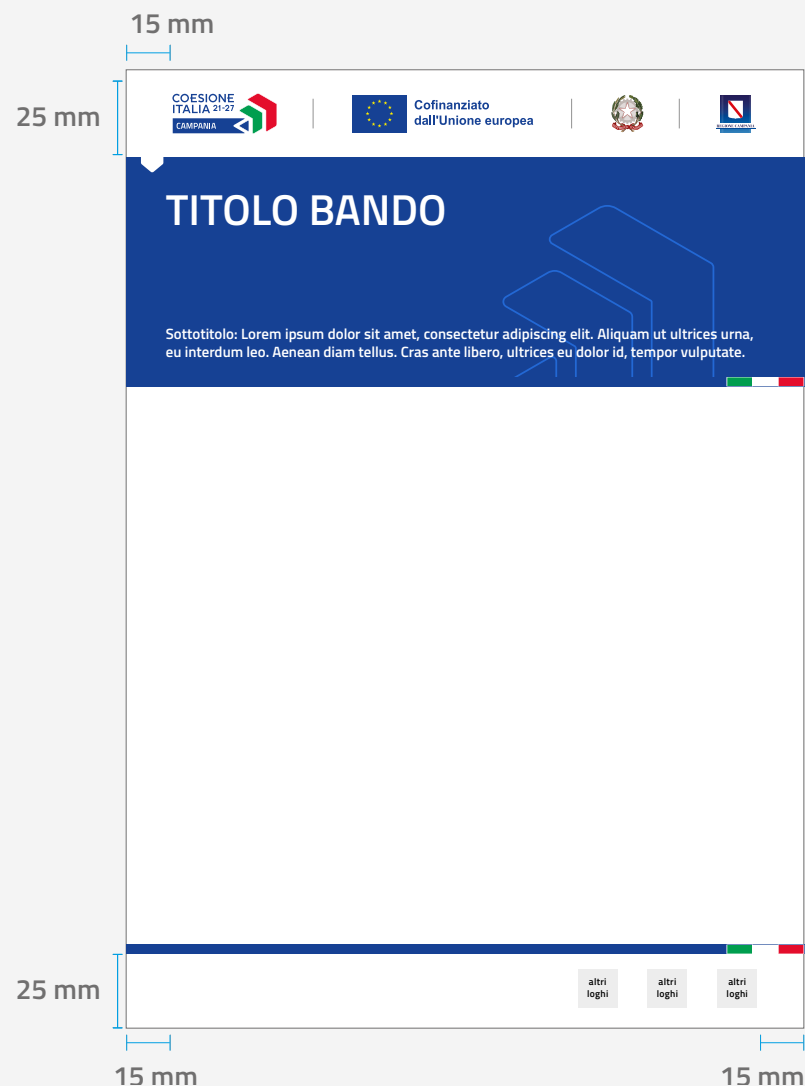 15 mm
25 mm
COESIONE
ITALIA 21-27
CAMPANIA
Cofinanziato
dall'Unione europea
REGIONE CAMPANIA
TITOLO BANDO
Sottotitolo: Lorem ipsum dolor sit amet, consectetur adipiscing elit. Aliquam ut ultrices urna,
eu interdum leo. Aenean diam tellus. Cras ante libero, ultrices eu dolor id, tempor vulputate.
25 mm
altri
loghi
altri
loghi
altri
loghi
15 mm
15 mm